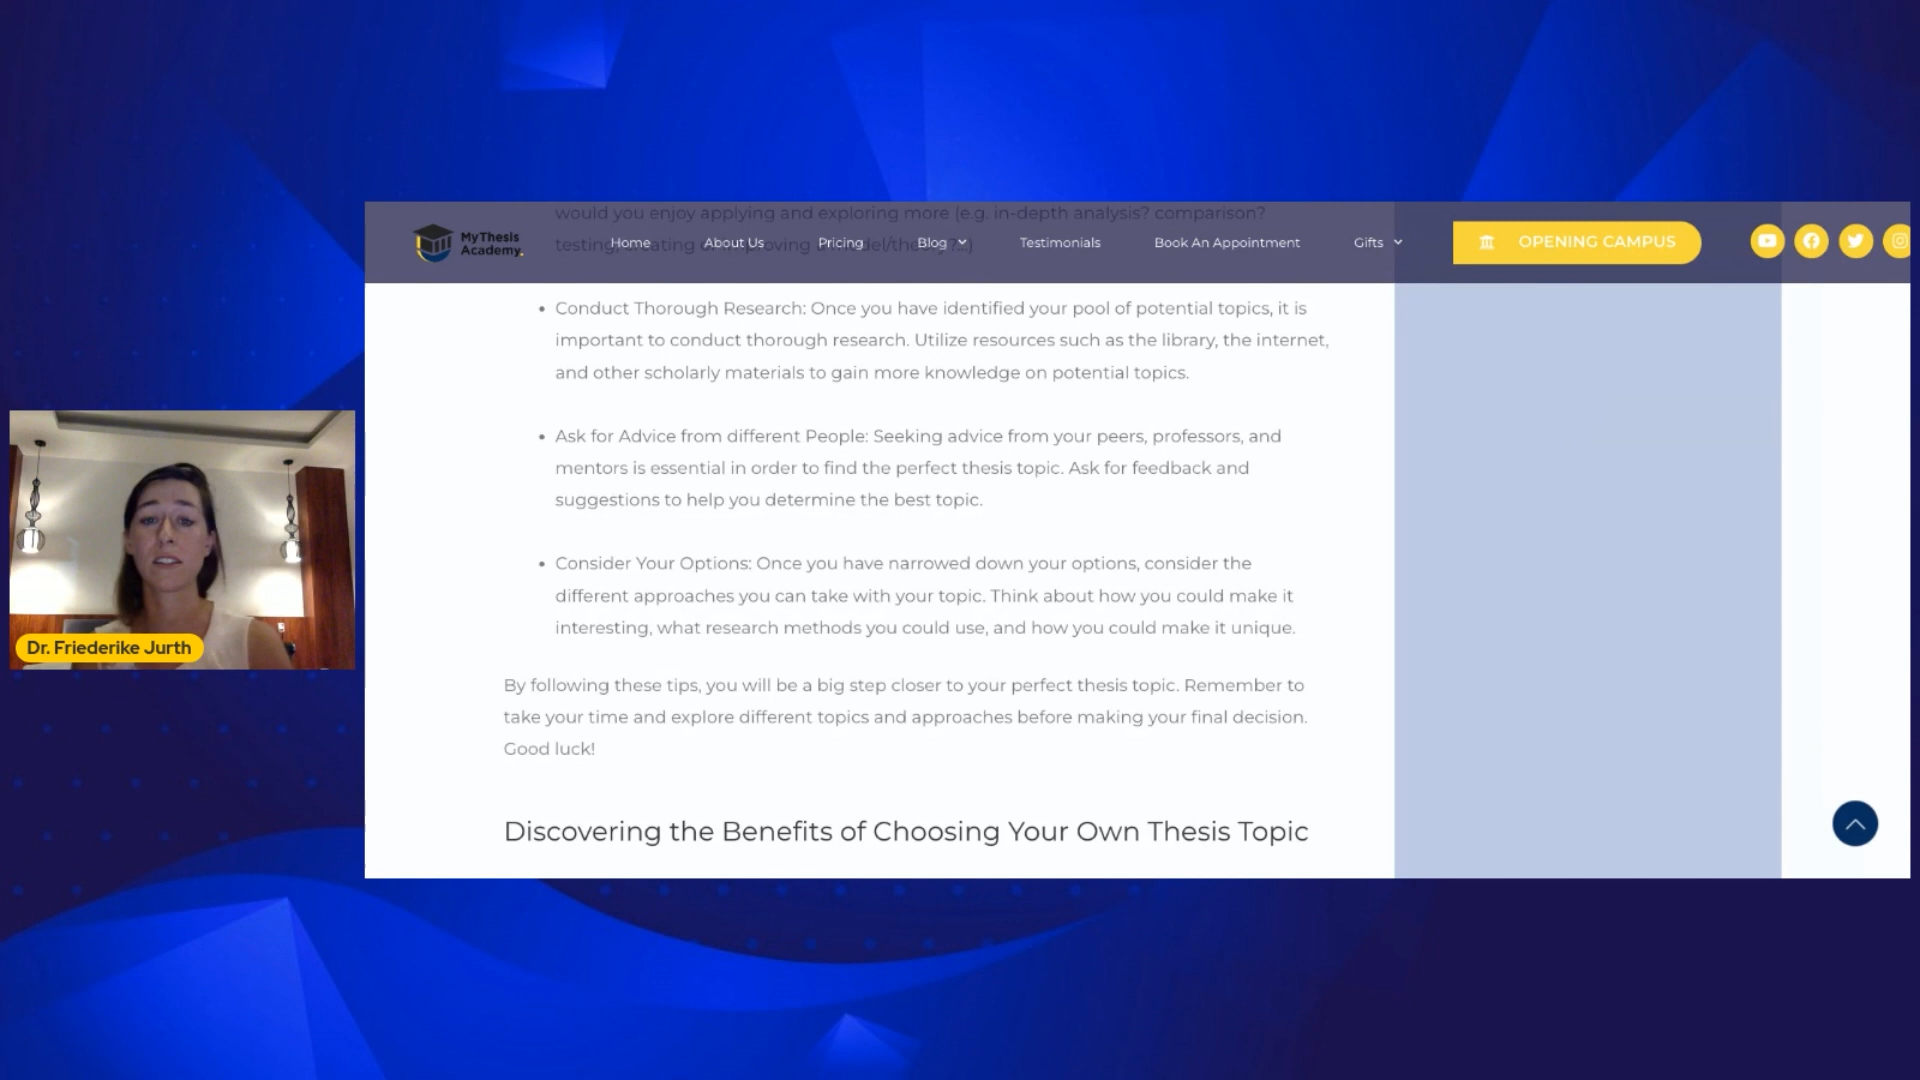 would you enjoy applying and exploring more (e.g. in-depth analysis? comparison?
MyThesis
Academy.
Home
About Us
Pricing
Blog
Testimonials
Book An Appointment
Gifts
OPENING CAMPUS
• Conduct Thorough Research: Once you have identified your pool of potential topics, it is
important to conduct thorough research. Utilize resources such as the library, the internet,
and other scholarly materials to gain more knowledge on potential topics.
• Ask for Advice from different People: Seeking advice from your peers, professors, and
mentors is essential in order to find the perfect thesis topic. Ask for feedback and
suggestions to help you determine the best topic.
• Consider Your Options: Once you have narrowed down your options, consider the
different approaches you can take with your topic. Think about how you could make it
interesting, what research methods you could use, and how you could make it unique.
Dr. Friederike Jurth
By following these tips, you will be a big step closer to your perfect thesis topic. Remember to
take your time and explore different topics and approaches before making your final decision.
Good luck!
Discovering the Benefits of Choosing Your Own Thesis Topic